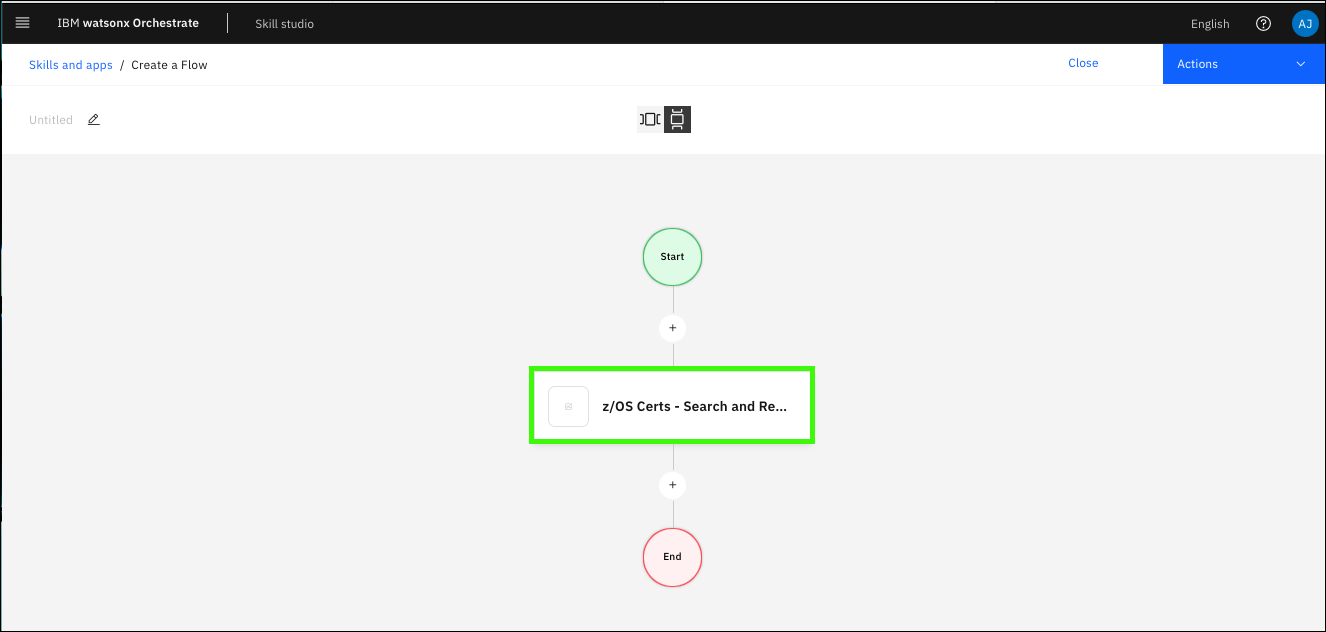 IBM watsonx Orchestrate
Skill studio
English
AJ
Skills and apps / Create a Flow
Close
Actions
Untitled
Start
+
z/OS Certs - Search and Re...
+
End